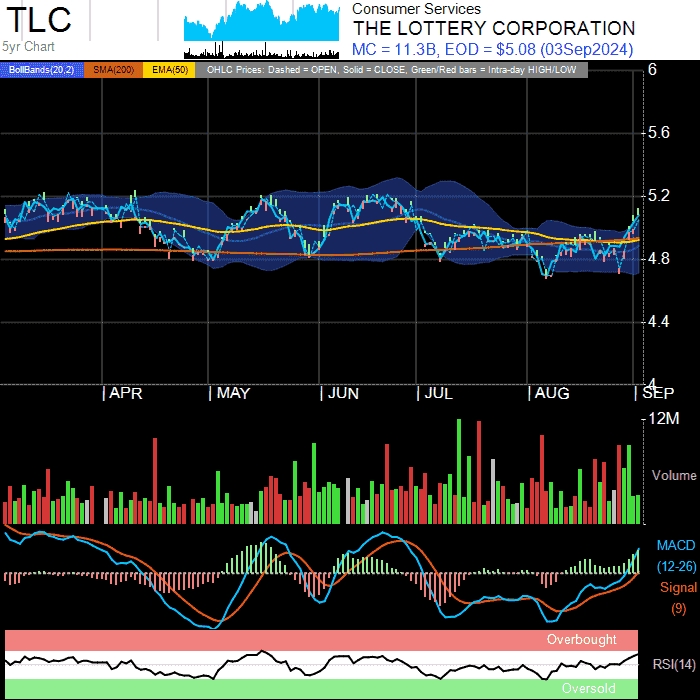 TLC
5yr Chart
Consumer Services
THE LOTTERY CORPORATION
MC = 11.3B, EOD = $5.08 (03Sep2024)
BollBands(20,2) SMA(200) EMA(50) OHLC Prices: Dashed = OPEN, Solid = CLOSE, Green/Red bars = Intra-day HIGH/LOW
6
5.6
5.2
4.8
4.4
4
| APR | MAY | JUN | JUL | AUG | SEP
12M
Volume
MACD
(12-26)
Signal
(9)
Overbought
RSI(14)
Oversold